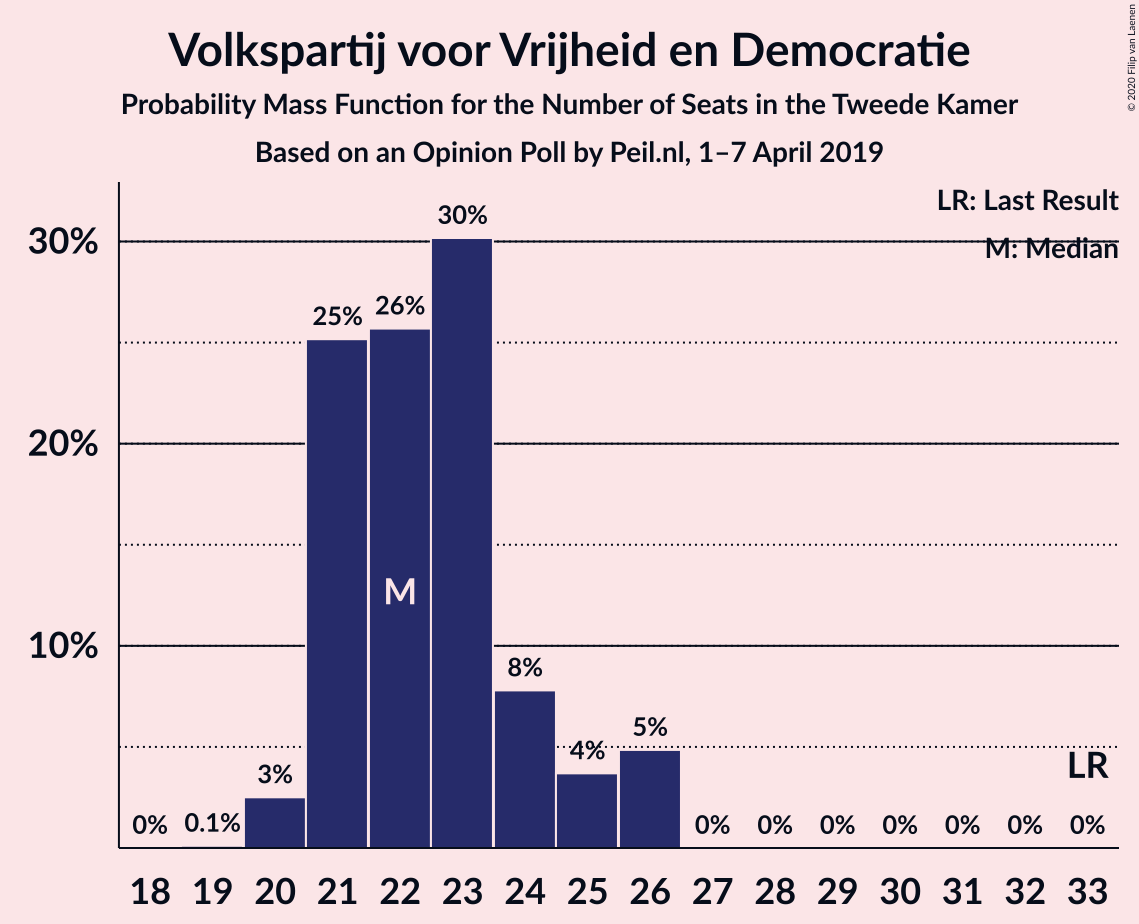 Volkspartij voor Vrijheid en Democratie
Probability Mass Function for the Number of Seats in the Tweede Kamer
Based on an Opinion Poll by Peil.nl, 1–7 April 2019
© 2020 Filip van Laenen
LR: Last Result
M: Median
30%
20%
10%
0%
0.1%
3%
25%
26%
30%
8%
4%
5%
0%
0%
0%
0%
0%
0%
0%
M
LR
18 19 20 21 22 23 24 25 26 27 28 29 30 31 32 33